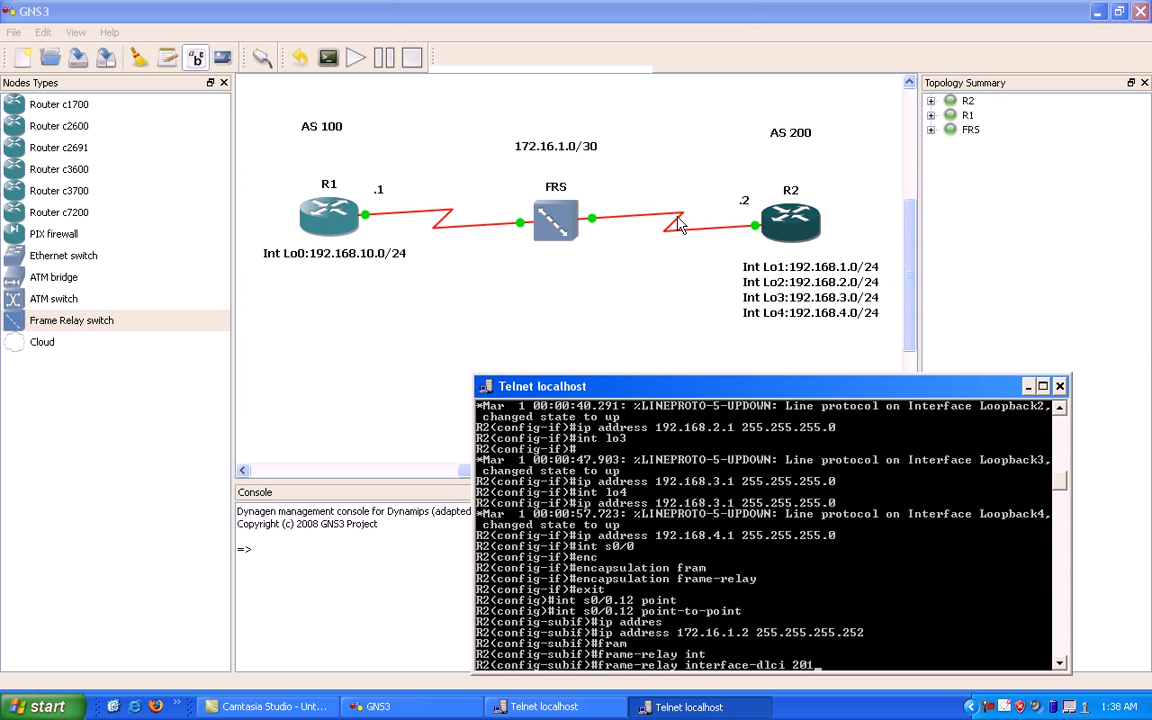 GNS3
File Edit View Help
Nodes Types
Router c1700
Router c2600
Router c2691
Router c3600
Router c3700
Router c7200
PIX firewall
Ethernet switch
ATM bridge
ATM switch
Frame Relay switch
Cloud
AS 100
172.16.1.0/30
AS 200
R1
.1
FRS
.2
R2
Int Lo0:192.168.10.0/24
Int Lo1:192.168.1.0/24
Int Lo2:192.168.2.0/24
Int Lo3:192.168.3.0/24
Int Lo4:192.168.4.0/24
Topology Summary
R2
R1
FRS
Console
Dynagen management console for Dynamips (adapted
Copyright (c) 2008 GNS3 Project
=>
Telnet localhost
*Mar  1 00:00:40.291: %LINEPROTO-5-UPDOWN: Line protocol on Interface Loopback2,
changed state to up
R2(config-if)#ip address 192.168.2.1 255.255.255.0
R2(config-if)#int lo3
R2(config-if)#
*Mar  1 00:00:47.903: %LINEPROTO-5-UPDOWN: Line protocol on Interface Loopback3,
changed state to up
R2(config-if)#ip address 192.168.3.1 255.255.255.0
R2(config-if)#int lo4
R2(config-if)#ip address 192.168.3.1 255.255.255.0
*Mar  1 00:00:57.723: %LINEPROTO-5-UPDOWN: Line protocol on Interface Loopback4,
changed state to up
R2(config-if)#ip address 192.168.4.1 255.255.255.0
R2(config-if)#int s0/0
R2(config-if)#enc
R2(config-if)#encapsulation fram
R2(config-if)#encapsulation frame-relay
R2(config-if)#exit
R2(config)#int s0/0.12 point
R2(config)#int s0/0.12 point-to-point
R2(config-subif)#ip addres
R2(config-subif)#ip address 172.16.1.2 255.255.255.252
R2(config-subif)#fram
R2(config-subif)#frame-relay int
R2(config-subif)#frame-relay interface-dlci 201
start
Camtasia Studio - Unt...
GNS3
Telnet localhost
Telnet localhost
1:38 AM